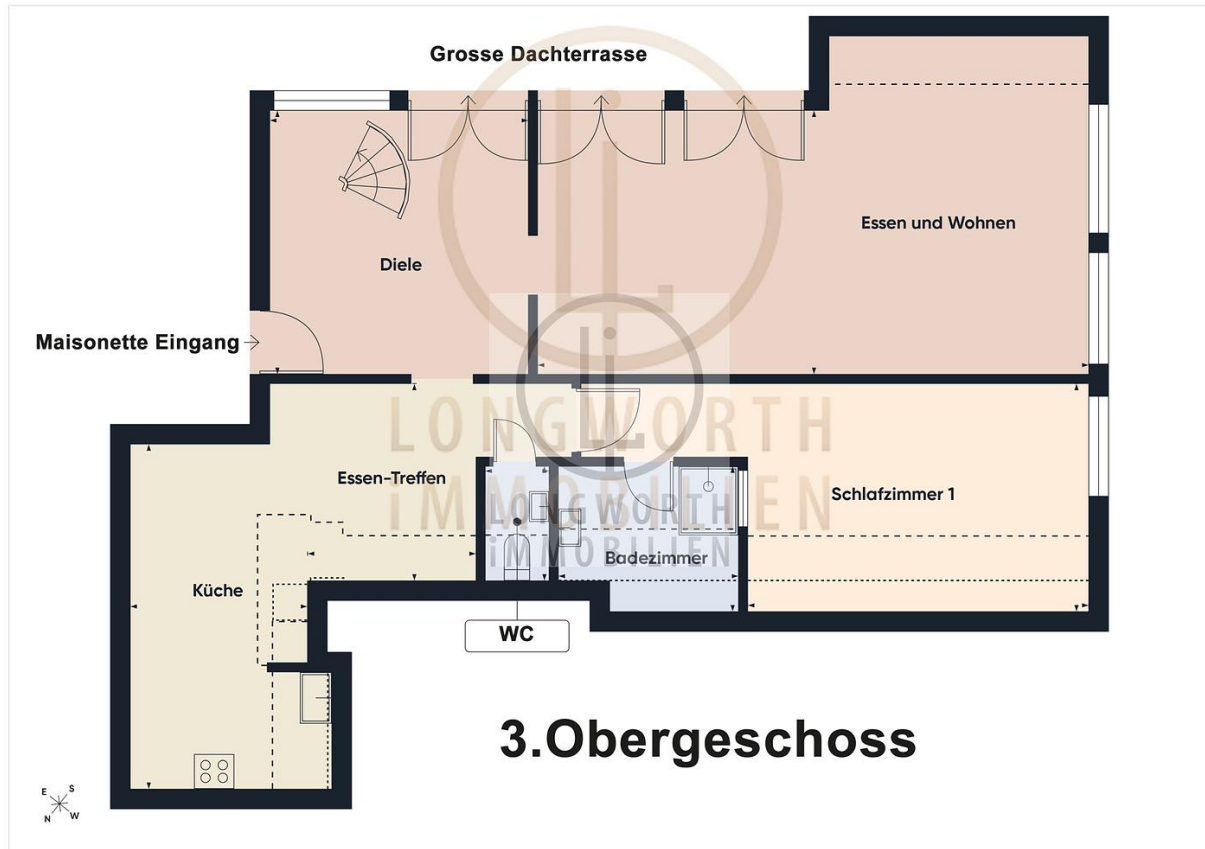 Grosse Dachterrasse
Essen und Wohnen
Diele
Maisonette Eingang
LONGWORTH
iMMOBILIEN
Essen-Treffen
Schlafzimmer 1
LONGWORTH
iMMOBILIEN
Badezimmer
Küche
WC
3.Obergeschoss
E S
N W